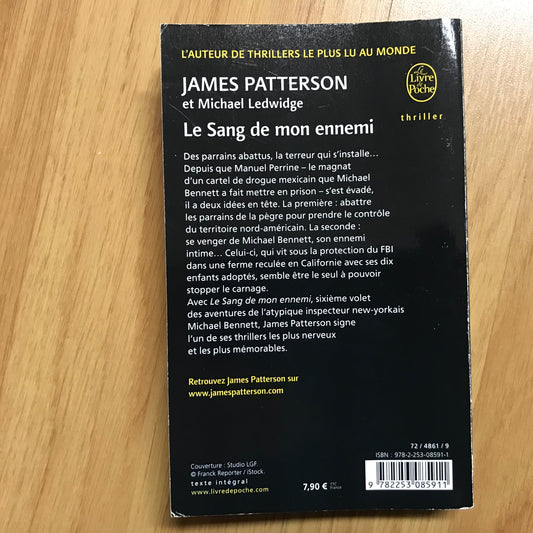 L'AUTEUR DE THRILLERS LE PLUS LU AU MONDE
JAMES PATTERSON
et Michael Ledwidge
Le Sang de mon ennemi
Le
Livre
de
Poche
thriller
Des parrains abattus, la terreur qui s'installe…
Depuis que Manuel Perrine – le magnat
d'un cartel de drogue mexicain que Michael
Bennett a fait mettre en prison – s'est évadé,
il a deux idées en tête. La première : abattre
les parrains de la pègre pour prendre le contrôle
du territoire nord-américain. La seconde :
se venger de Michael Bennett, son ennemi
intime… Celui-ci, qui vit sous la protection du FBI
dans une ferme reculée en Californie avec ses dix
enfants adoptés, semble être le seul à pouvoir
stopper le carnage.
Avec Le Sang de mon ennemi, sixième volet
des aventures de l'atypique inspecteur new-yorkais
Michael Bennett, James Patterson signe
l'un de ses thrillers les plus nerveux
et les plus mémorables.
Retrouvez James Patterson sur
www.jamespatterson.com
Couverture : Studio LGF.
© Franck Reporter / iStock.
texte intégral
www.livredepoche.com
7,90 €
France
72 / 4861 / 9
ISBN : 978-2-253-08591-1
9 782253 085911